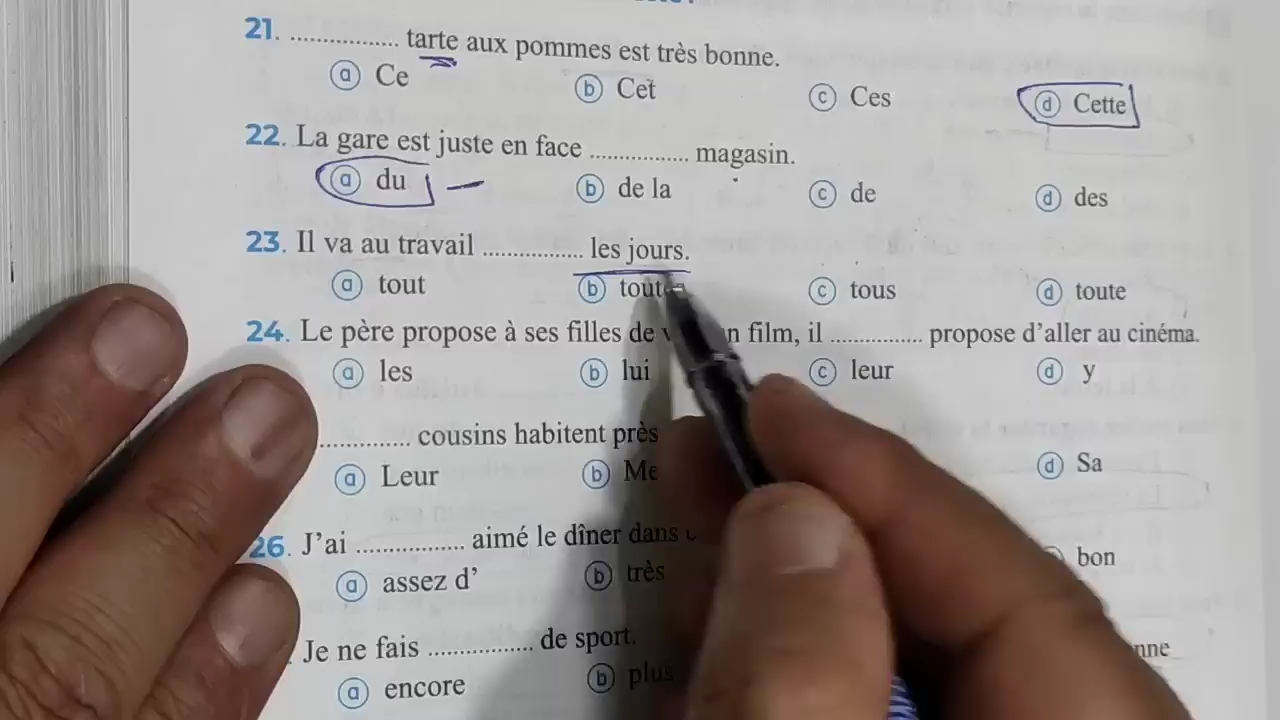 21. ................. tarte aux pommes est très bonne.
ⓐ Ce ⓑ Cet ⓒ Ces ⓓ Cette
22. La gare est juste en face ................ magasin.
ⓐ du ⓑ de la ⓒ de ⓓ des
23. Il va au travail ................ les jours.
ⓐ tout ⓑ ⓒ tous ⓓ toute
24. Le père propose à ses filles de film, il ............... propose d'aller au cinéma.
ⓐ les ⓑ lui ⓒ leur ⓓ y
.............. cousins habitent près
ⓐ Leur ⓑ ⓓ Sa
26. J'ai ................. aimé le dîner dans
ⓐ assez d' ⓑ très bon
Je ne fais ................. de sport.
ⓐ encore ⓑ plus